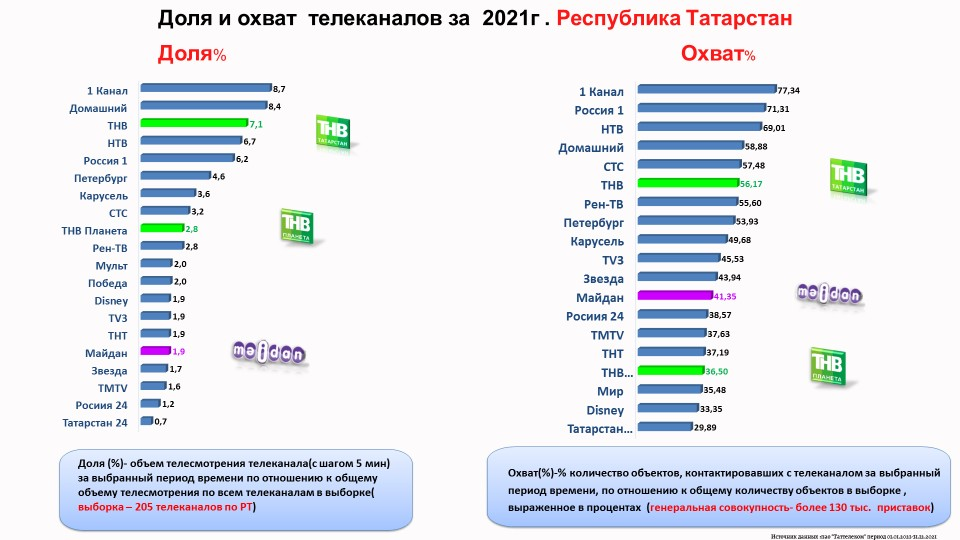 Доля и охват телеканалов за 2021г . Республика Татарстан
Доля%
1 Канал 8,7
Домашний 8,4
ТНВ 7,1
НТВ 6,7
Россия 1 6,2
Петербург 4,6
Карусель 3,6
СТС 3,2
ТНВ Планета 2,8
Рен-ТВ 2,8
Мульт 2,0
Победа 2,0
Disney 1,9
TV3 1,9
ТНТ 1,9
Майдан 1,9
Звезда 1,7
TMTV 1,6
Росиия 24 1,2
Татарстан 24 0,7
ТНВ
ТАТАРСТАН
ТНВ
ПЛАНЕТА
мəйдан
Доля (%)- объем телесмотрения телеканала(с шагом 5 мин)
за выбранный период времени по отношению к общему
объему телесмотрения по всем телеканалам в выборке(
выборка – 205 телеканалов по РТ)
Охват%
1 Канал 77,34
Россия 1 71,31
НТВ 69,01
Домашний 58,88
СТС 57,48
ТНВ 56,17
Рен-ТВ 55,60
Петербург 53,93
Карусель 49,68
TV3 45,53
Звезда 43,94
Майдан 41,35
Росиия 24 38,57
TMTV 37,63
ТНТ 37,19
ТНВ... 36,50
Мир 35,48
Disney 33,35
Татарстан... 29,89
ТНВ
ТАТАРСТАН
мəйдан
ТНВ
ПЛАНЕТА
Охват(%)-% количество объектов, контактировавших с телеканалом за выбранный
период времени, по отношению к общему количеству объектов в выборке ,
выраженное в процентах (генеральная совокупность- более 130 тыс. приставок)
Источник данных -пао "Таттелеком" период